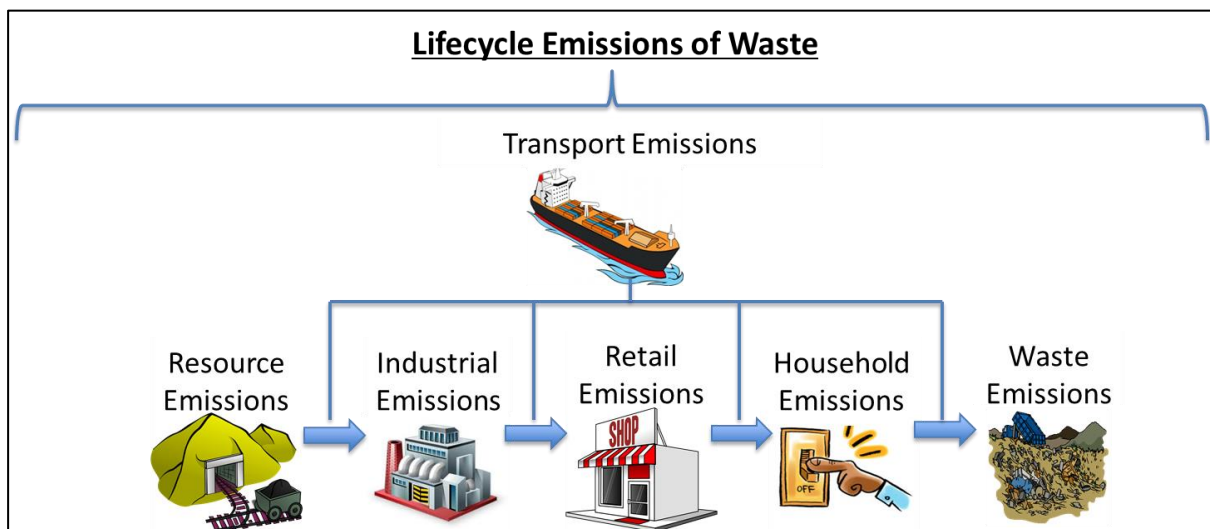 Lifecycle Emissions of Waste
Transport Emissions
Resource
Emissions
Industrial
Emissions
Retail
Emissions
Household
Emissions
Waste
Emissions
SHOP
OFF